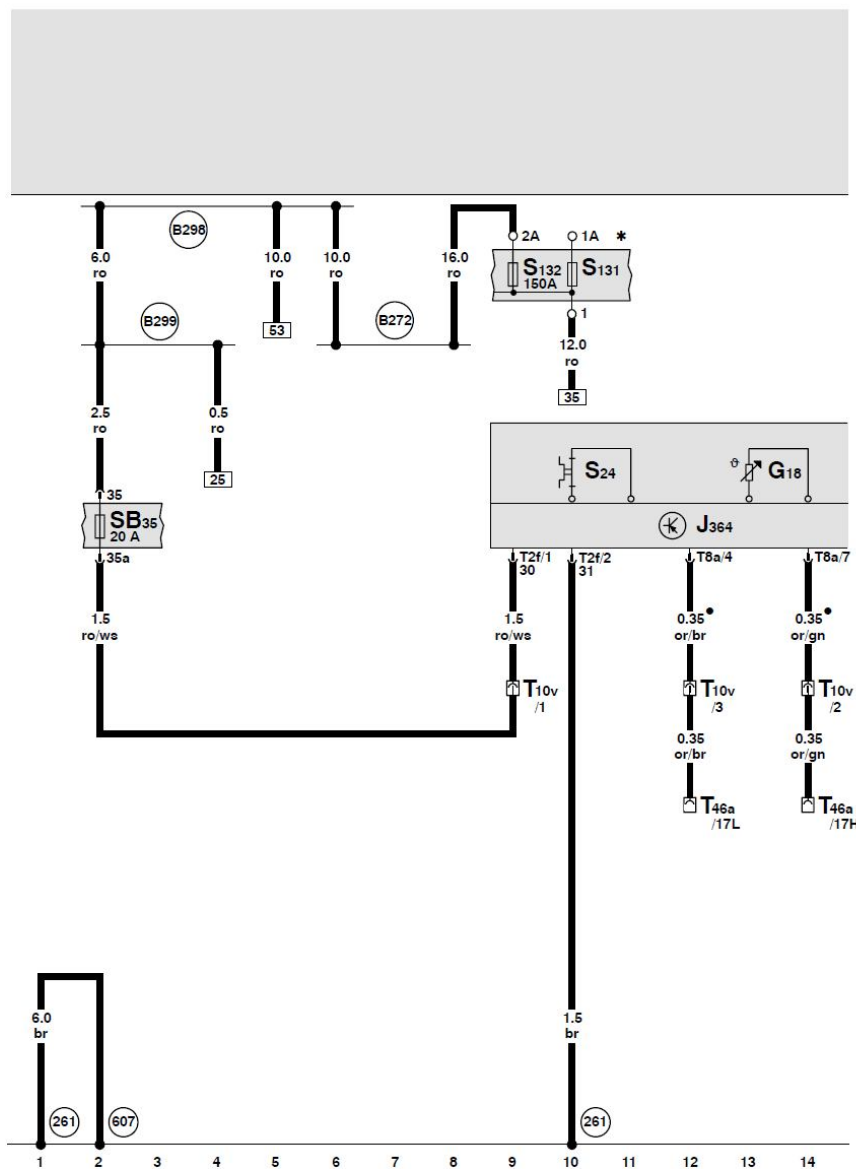 B298
2A 1A *
6.0 ro
10.0 ro
10.0 ro
16.0 ro
S132 150A
S131
B299
53
B272
1
12.0 ro
35
2.5 ro
0.5 ro
25
S24
ϑ G18
35
SB35 20 A
J364
35a
T2f/1 30
T2f/2 31
T8a/4
T8a/7
1.5 ro/ws
1.5 ro/ws
0.35 • or/br
0.35 • or/gn
T10v /1
T10v /3
T10v /2
0.35 or/br
0.35 or/gn
T46a /17L
T46a /17H
6.0 br
1.5 br
261
607
261
1 2 3 4 5 6 7 8 9 10 11 12 13 14